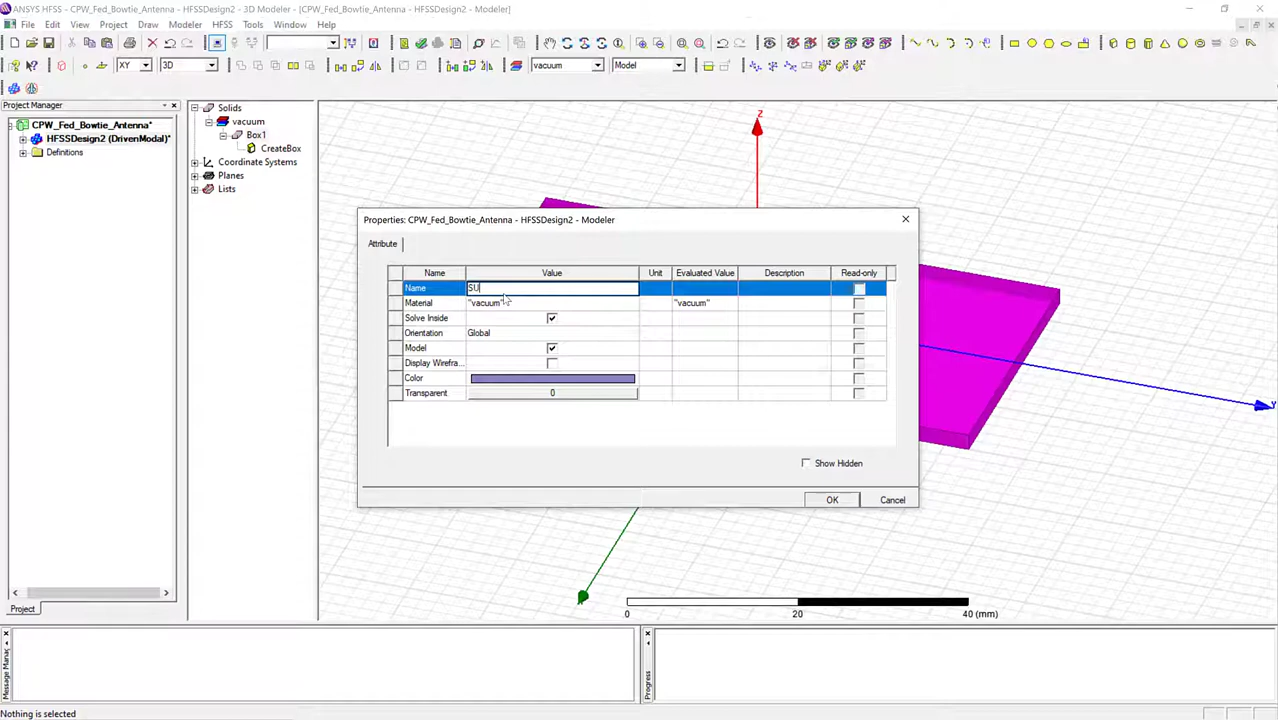 ANSYS HFSS - CPW_Fed_Bowtie_Antenna - HFSSDesign2 - 3D Modeler - [CPW_Fed_Bowtie_Antenna - HFSSDesign2 - Modeler]
File Edit View Project Draw Modeler HFSS Tools Window Help
XY 3D vacuum Model
Project Manager
CPW_Fed_Bowtie_Antenna*
HFSSDesign2 (DrivenModal)*
Definitions
Project
Solids
vacuum
Box1
CreateBox
Coordinate Systems
Planes
Lists
Z
Properties: CPW_Fed_Bowtie_Antenna - HFSSDesign2 - Modeler
Attribute
Name Value Unit Evaluated Value Description Read-only
Name SU
Material "vacuum" "vacuum"
Solve Inside
Orientation Global
Model
Display Wirefra...
Color
Transparent 0
Show Hidden
OK Cancel
0 20 40 (mm)
Message Mana
Progress
Nothing is selected